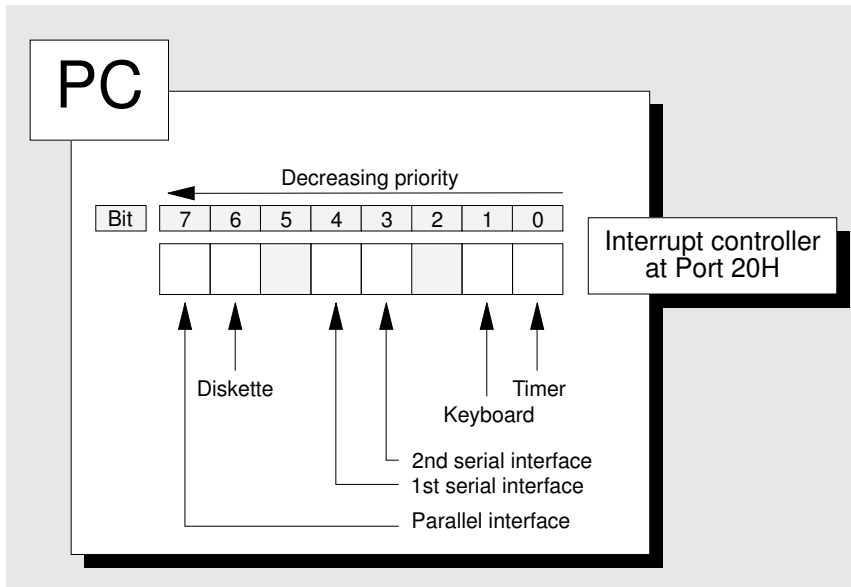 PC
Decreasing priority
Bit 7 6 5 4 3 2 1 0
Interrupt controller
at Port 20H
Diskette
Timer
Keyboard
2nd serial interface
1st serial interface
Parallel interface